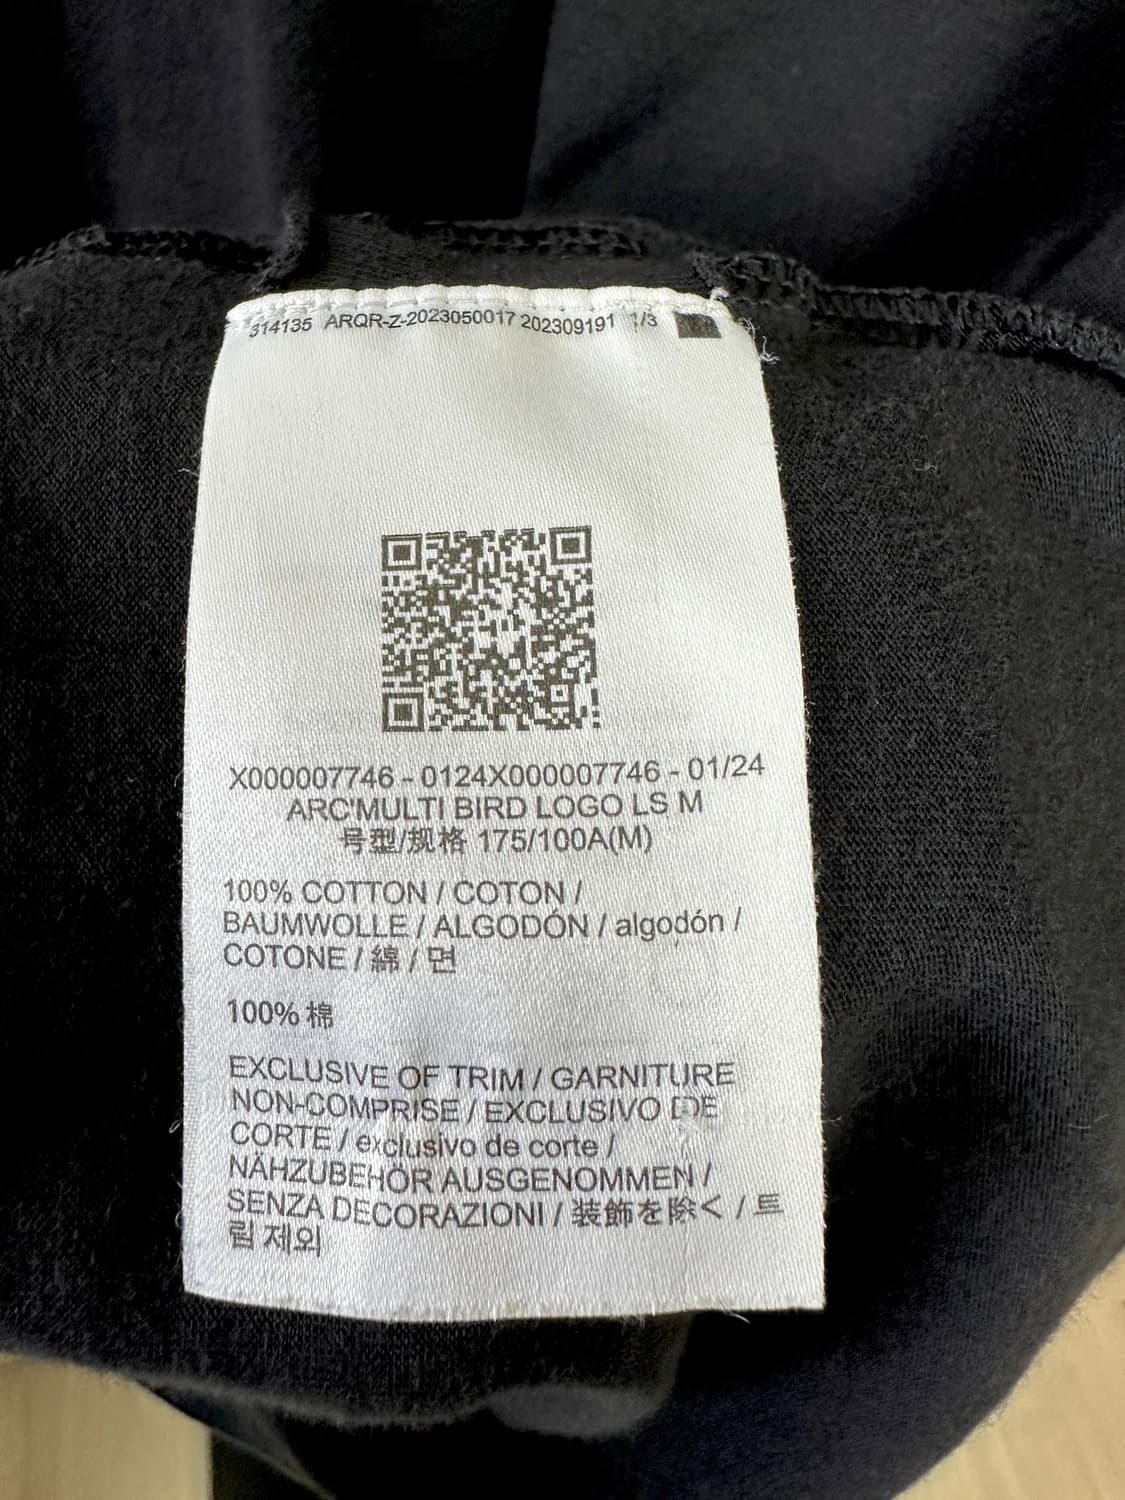 314135 ARQR-Z-2023050017 202309191 1/3
X000007746 - 0124X000007746 - 01/24
ARC'MULTI BIRD LOGO LS M
号型/规格 175/100A(M)
100% COTTON / COTON /
BAUMWOLLE / ALGODÓN / algodón /
COTONE / 綿 / 면
100% 棉
EXCLUSIVE OF TRIM / GARNITURE
NON-COMPRISE / EXCLUSIVO DE
CORTE / exclusivo de corte /
NÄHZUBEHÖR AUSGENOMMEN /
SENZA DECORAZIONI / 装飾を除く / 트
림 제외